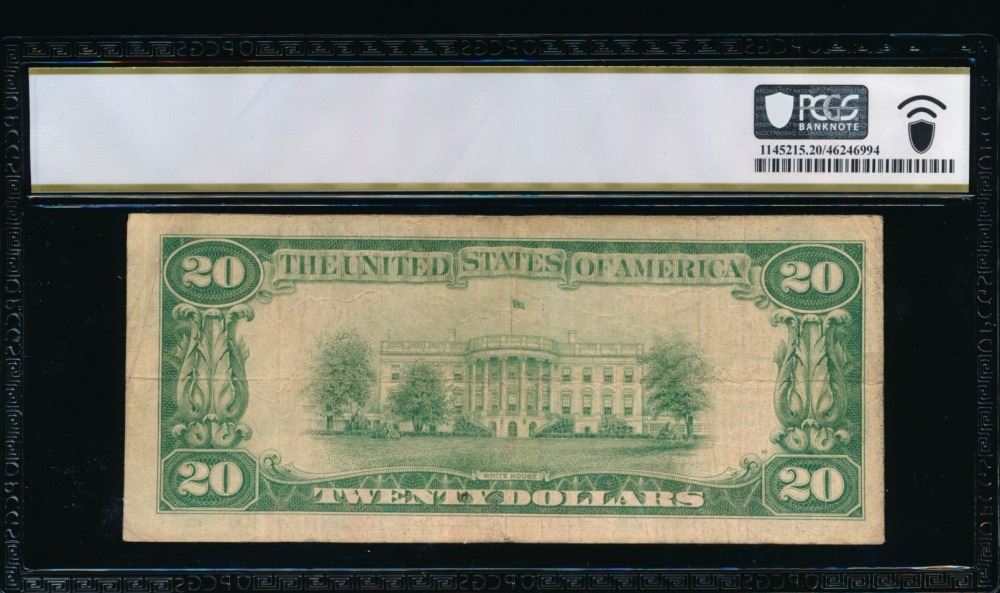 PCGS
BANKNOTE
1145215.20/46246994
20 THE UNITED STATES OF AMERICA 20
WHITE HOUSE
20 TWENTY DOLLARS 20